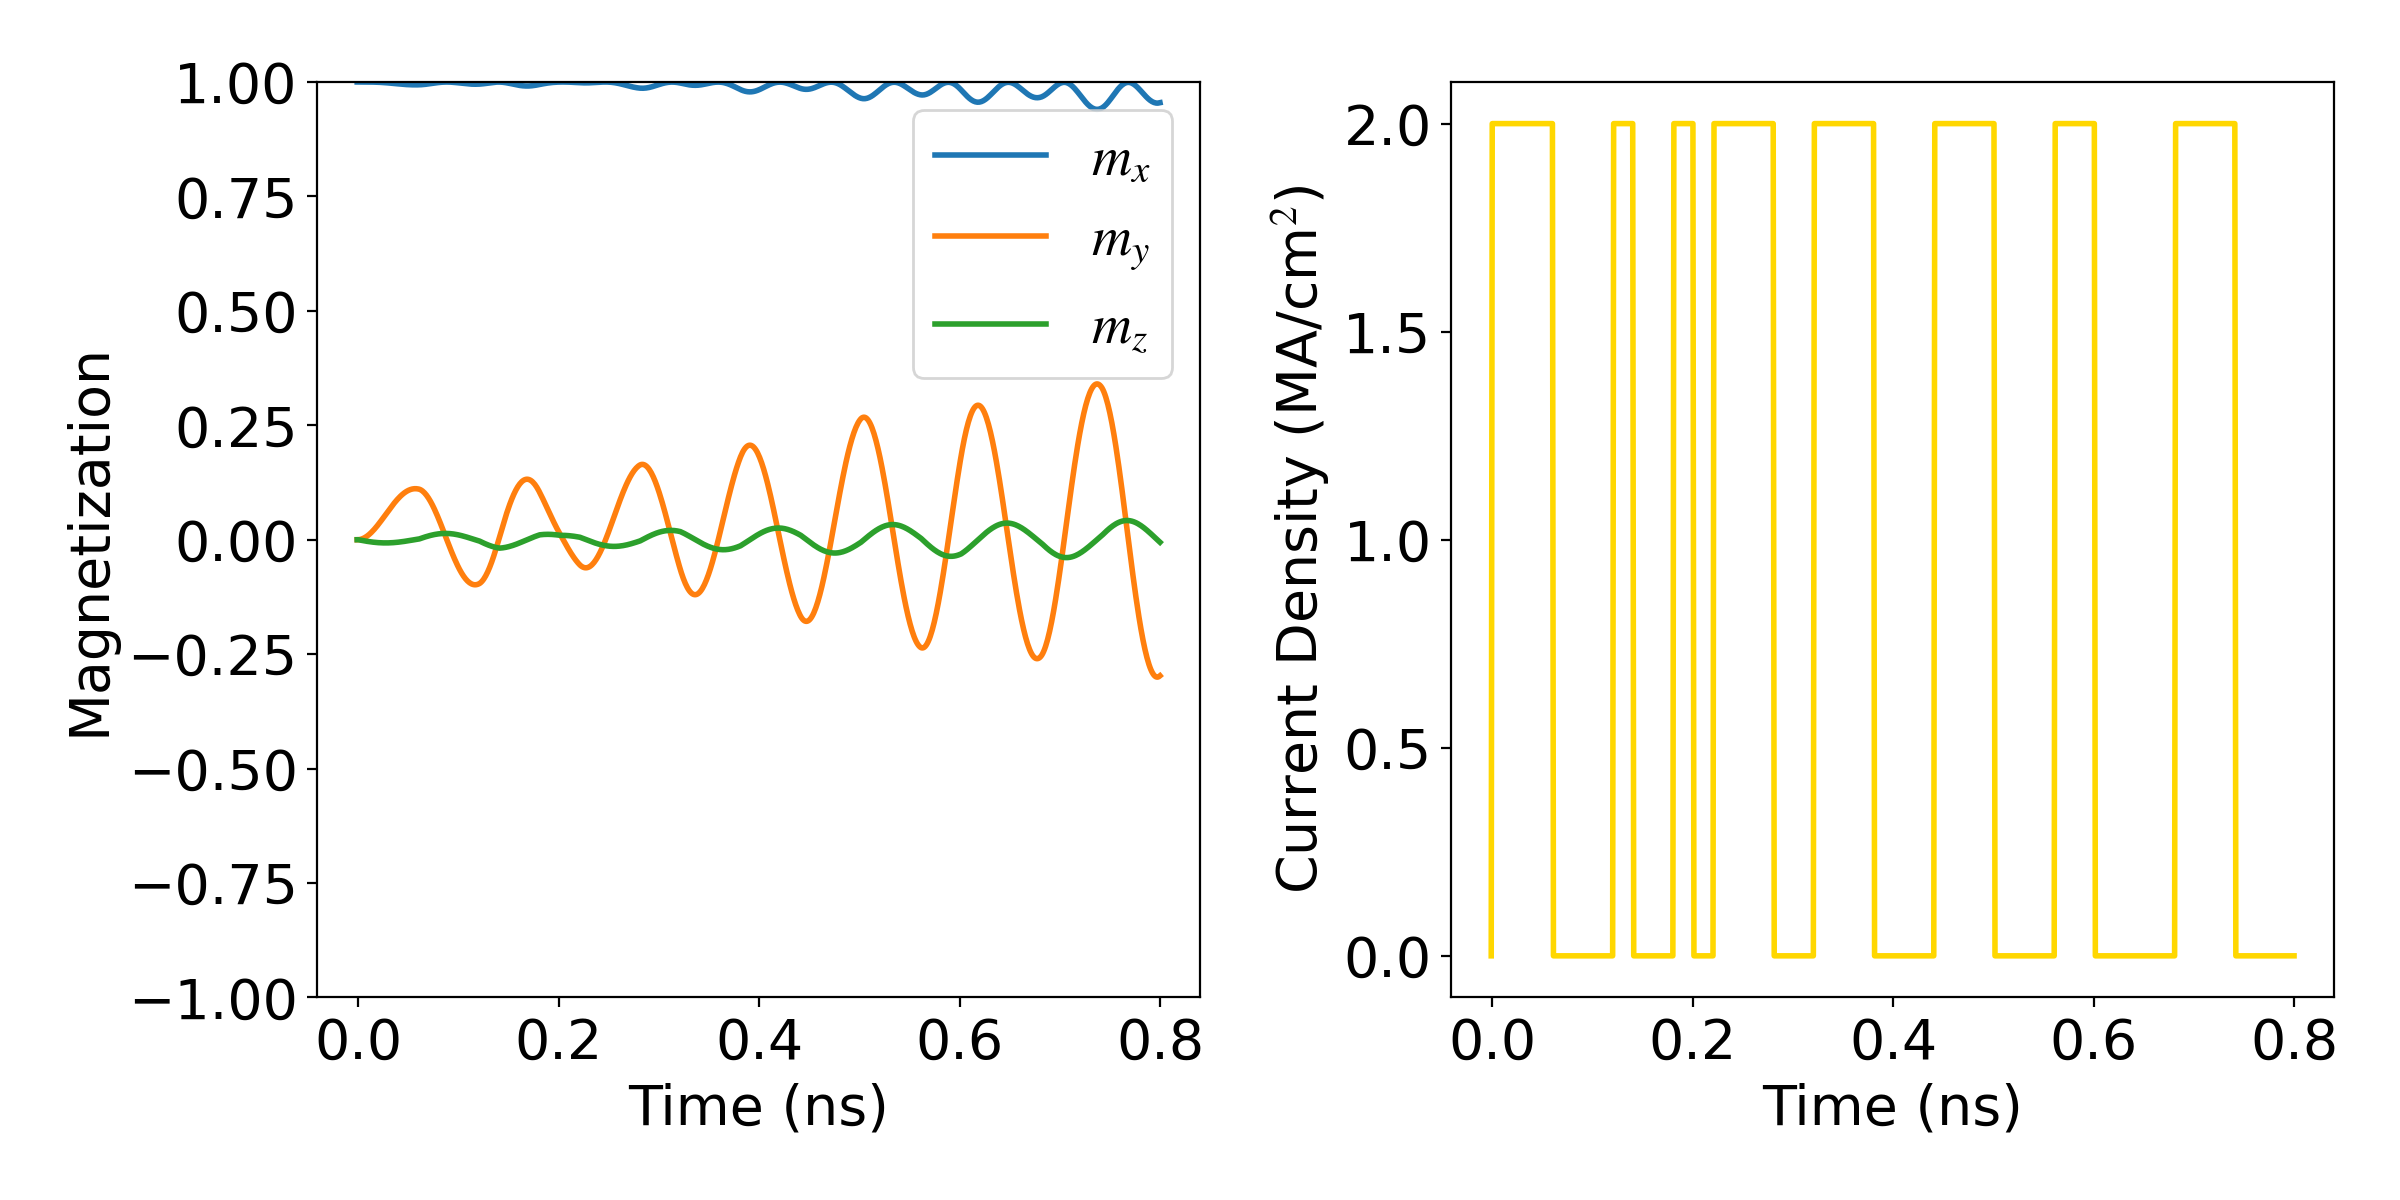 1.00
0.75
0.50
0.25
0.00
−0.25
−0.50
−0.75
−1.00
Magnetization
0.0 0.2 0.4 0.6 0.8
Time (ns)
m_x
m_y
m_z
2.0
1.5
1.0
0.5
0.0
Current Density (MA/cm²)
0.0 0.2 0.4 0.6 0.8
Time (ns)